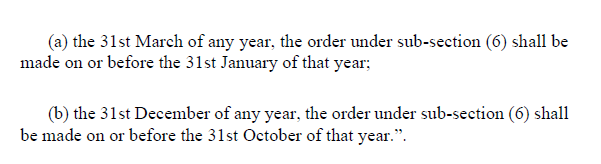 (a) the 31st March of any year, the order under sub-section (6) shall be
made on or before the 31st January of that year;
(b) the 31st December of any year, the order under sub-section (6) shall
be made on or before the 31st October of that year.”.